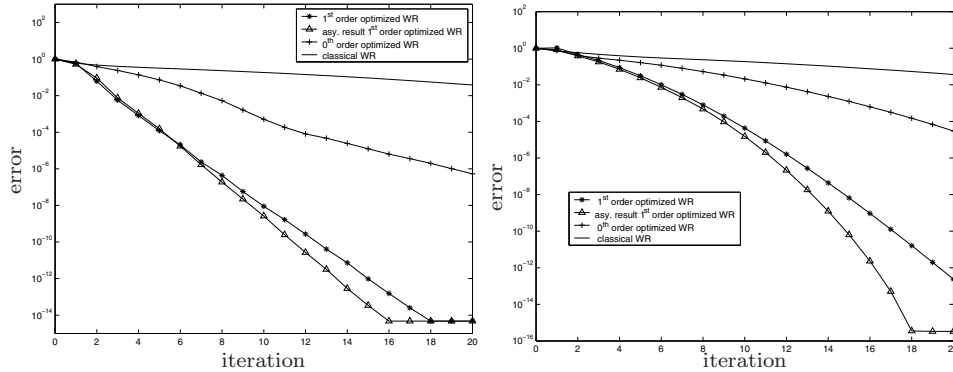 10^2
10^0
10^-2
10^-4
10^-6
10^-8
10^-10
10^-12
10^-14
error
0 2 4 6 8 10 12 14 16 18 20
iteration
1^st order optimized WR
asy. result 1^st order optimized WR
0^th order optimized WR
classical WR
10^2
10^0
10^-2
10^-4
10^-6
10^-8
10^-10
10^-12
10^-14
10^-16
error
0 2 4 6 8 10 12 14 16 18 20
iteration
1^st order optimized WR
asy. result 1^st order optimized WR
0^th order optimized WR
classical WR